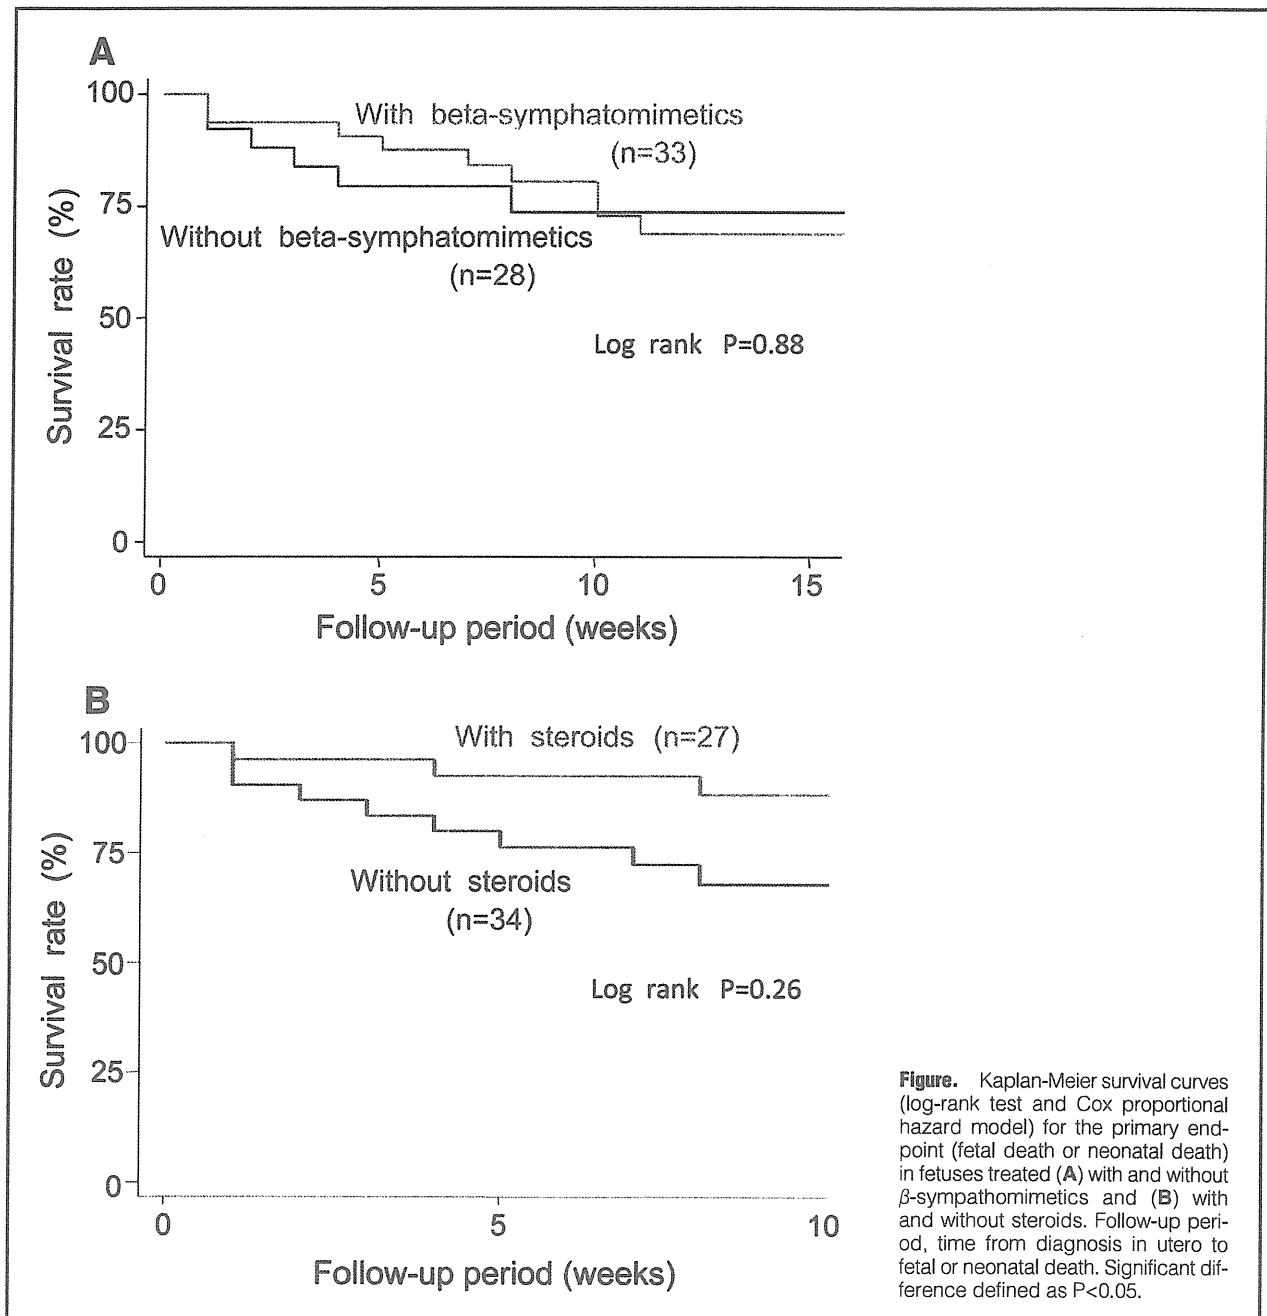 A
100
75
50
25
0
Survival rate (%)
With beta-symphatomimetics
(n=33)
Without beta-symphatomimetics
(n=28)
Log rank P=0.88
0 5 10 15
Follow-up period (weeks)
B
100
75
50
25
0
Survival rate (%)
With steroids (n=27)
Without steroids
(n=34)
Log rank P=0.26
0 5 10
Follow-up period (weeks)
Figure. Kaplan-Meier survival curves
(log-rank test and Cox proportional
hazard model) for the primary end-
point (fetal death or neonatal death)
in fetuses treated (A) with and without
β-sympathomimetics and (B) with
and without steroids. Follow-up peri-
od, time from diagnosis in utero to
fetal or neonatal death. Significant dif-
ference defined as P<0.05.